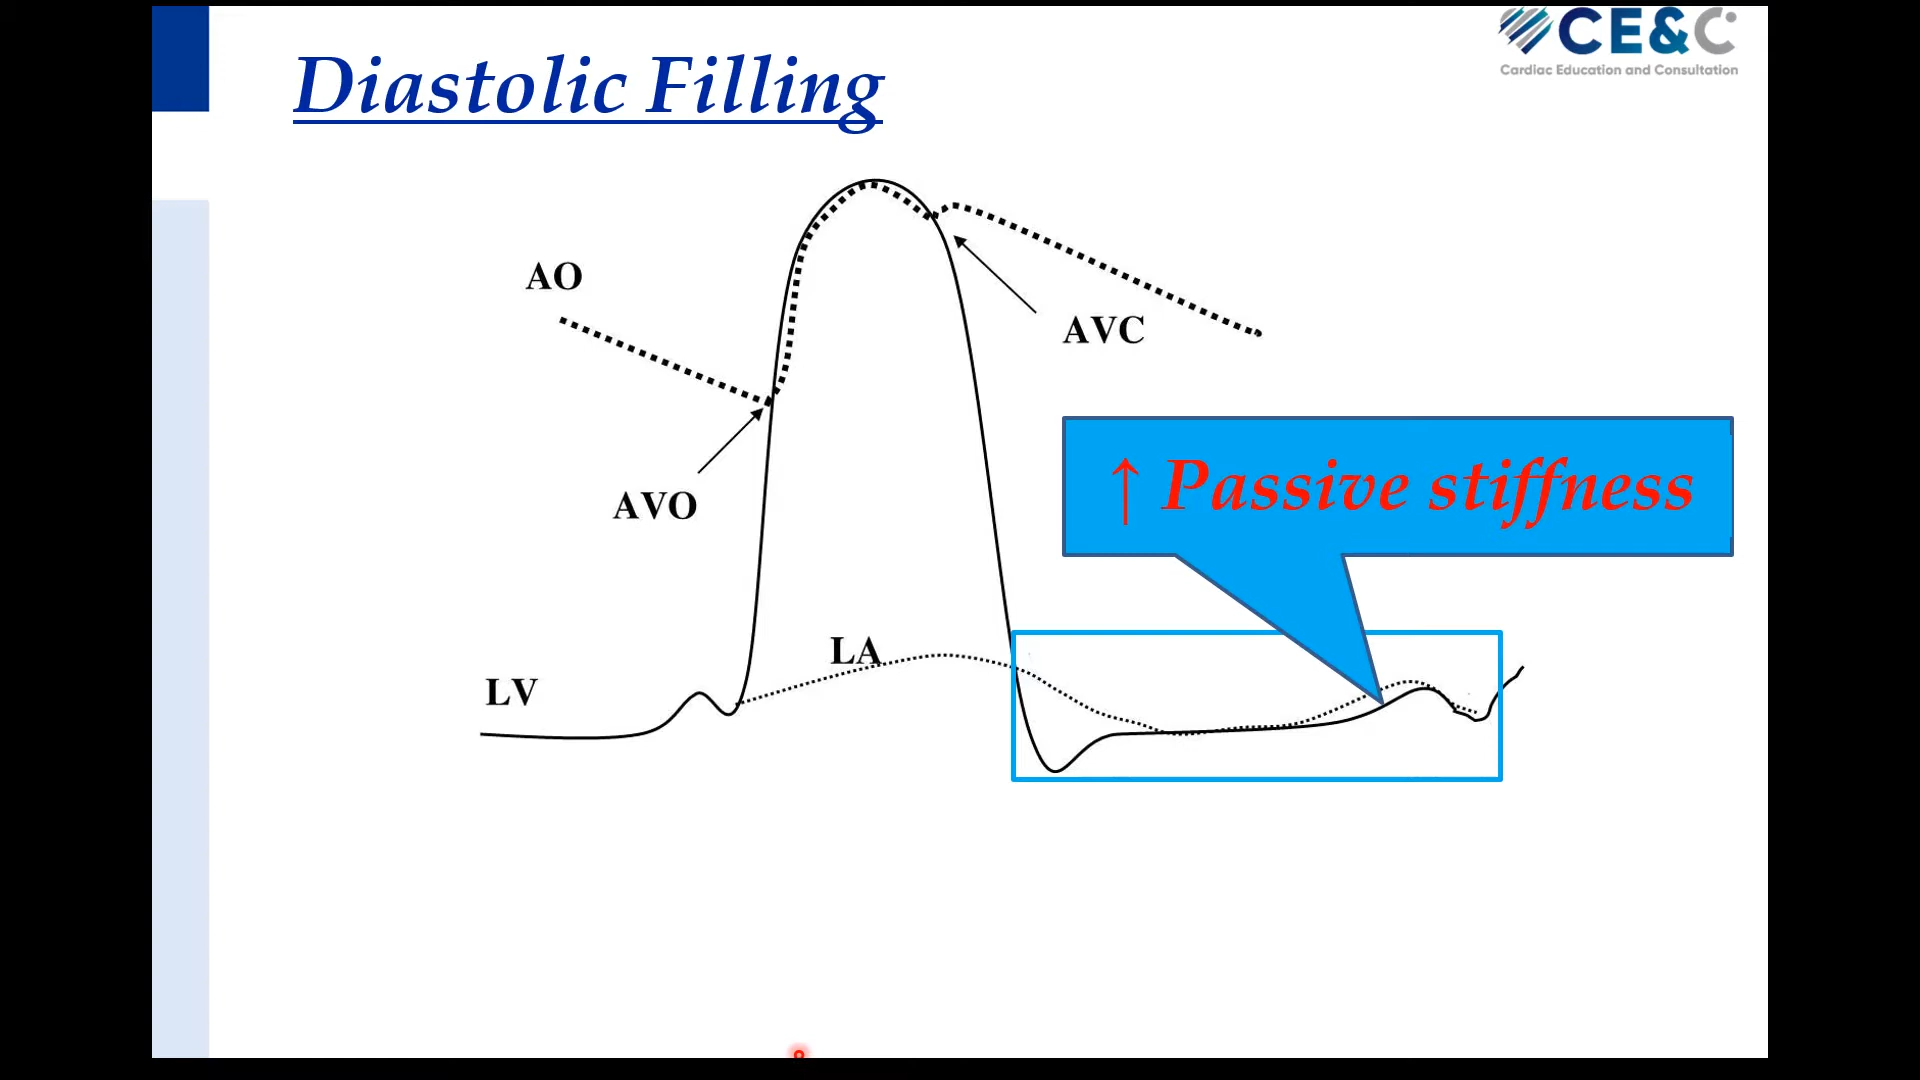 Diastolic Filling
CE&C
Cardiac Education and Consultation
AO
AVC
↑ Passive stiffness
AVO
LA
LV